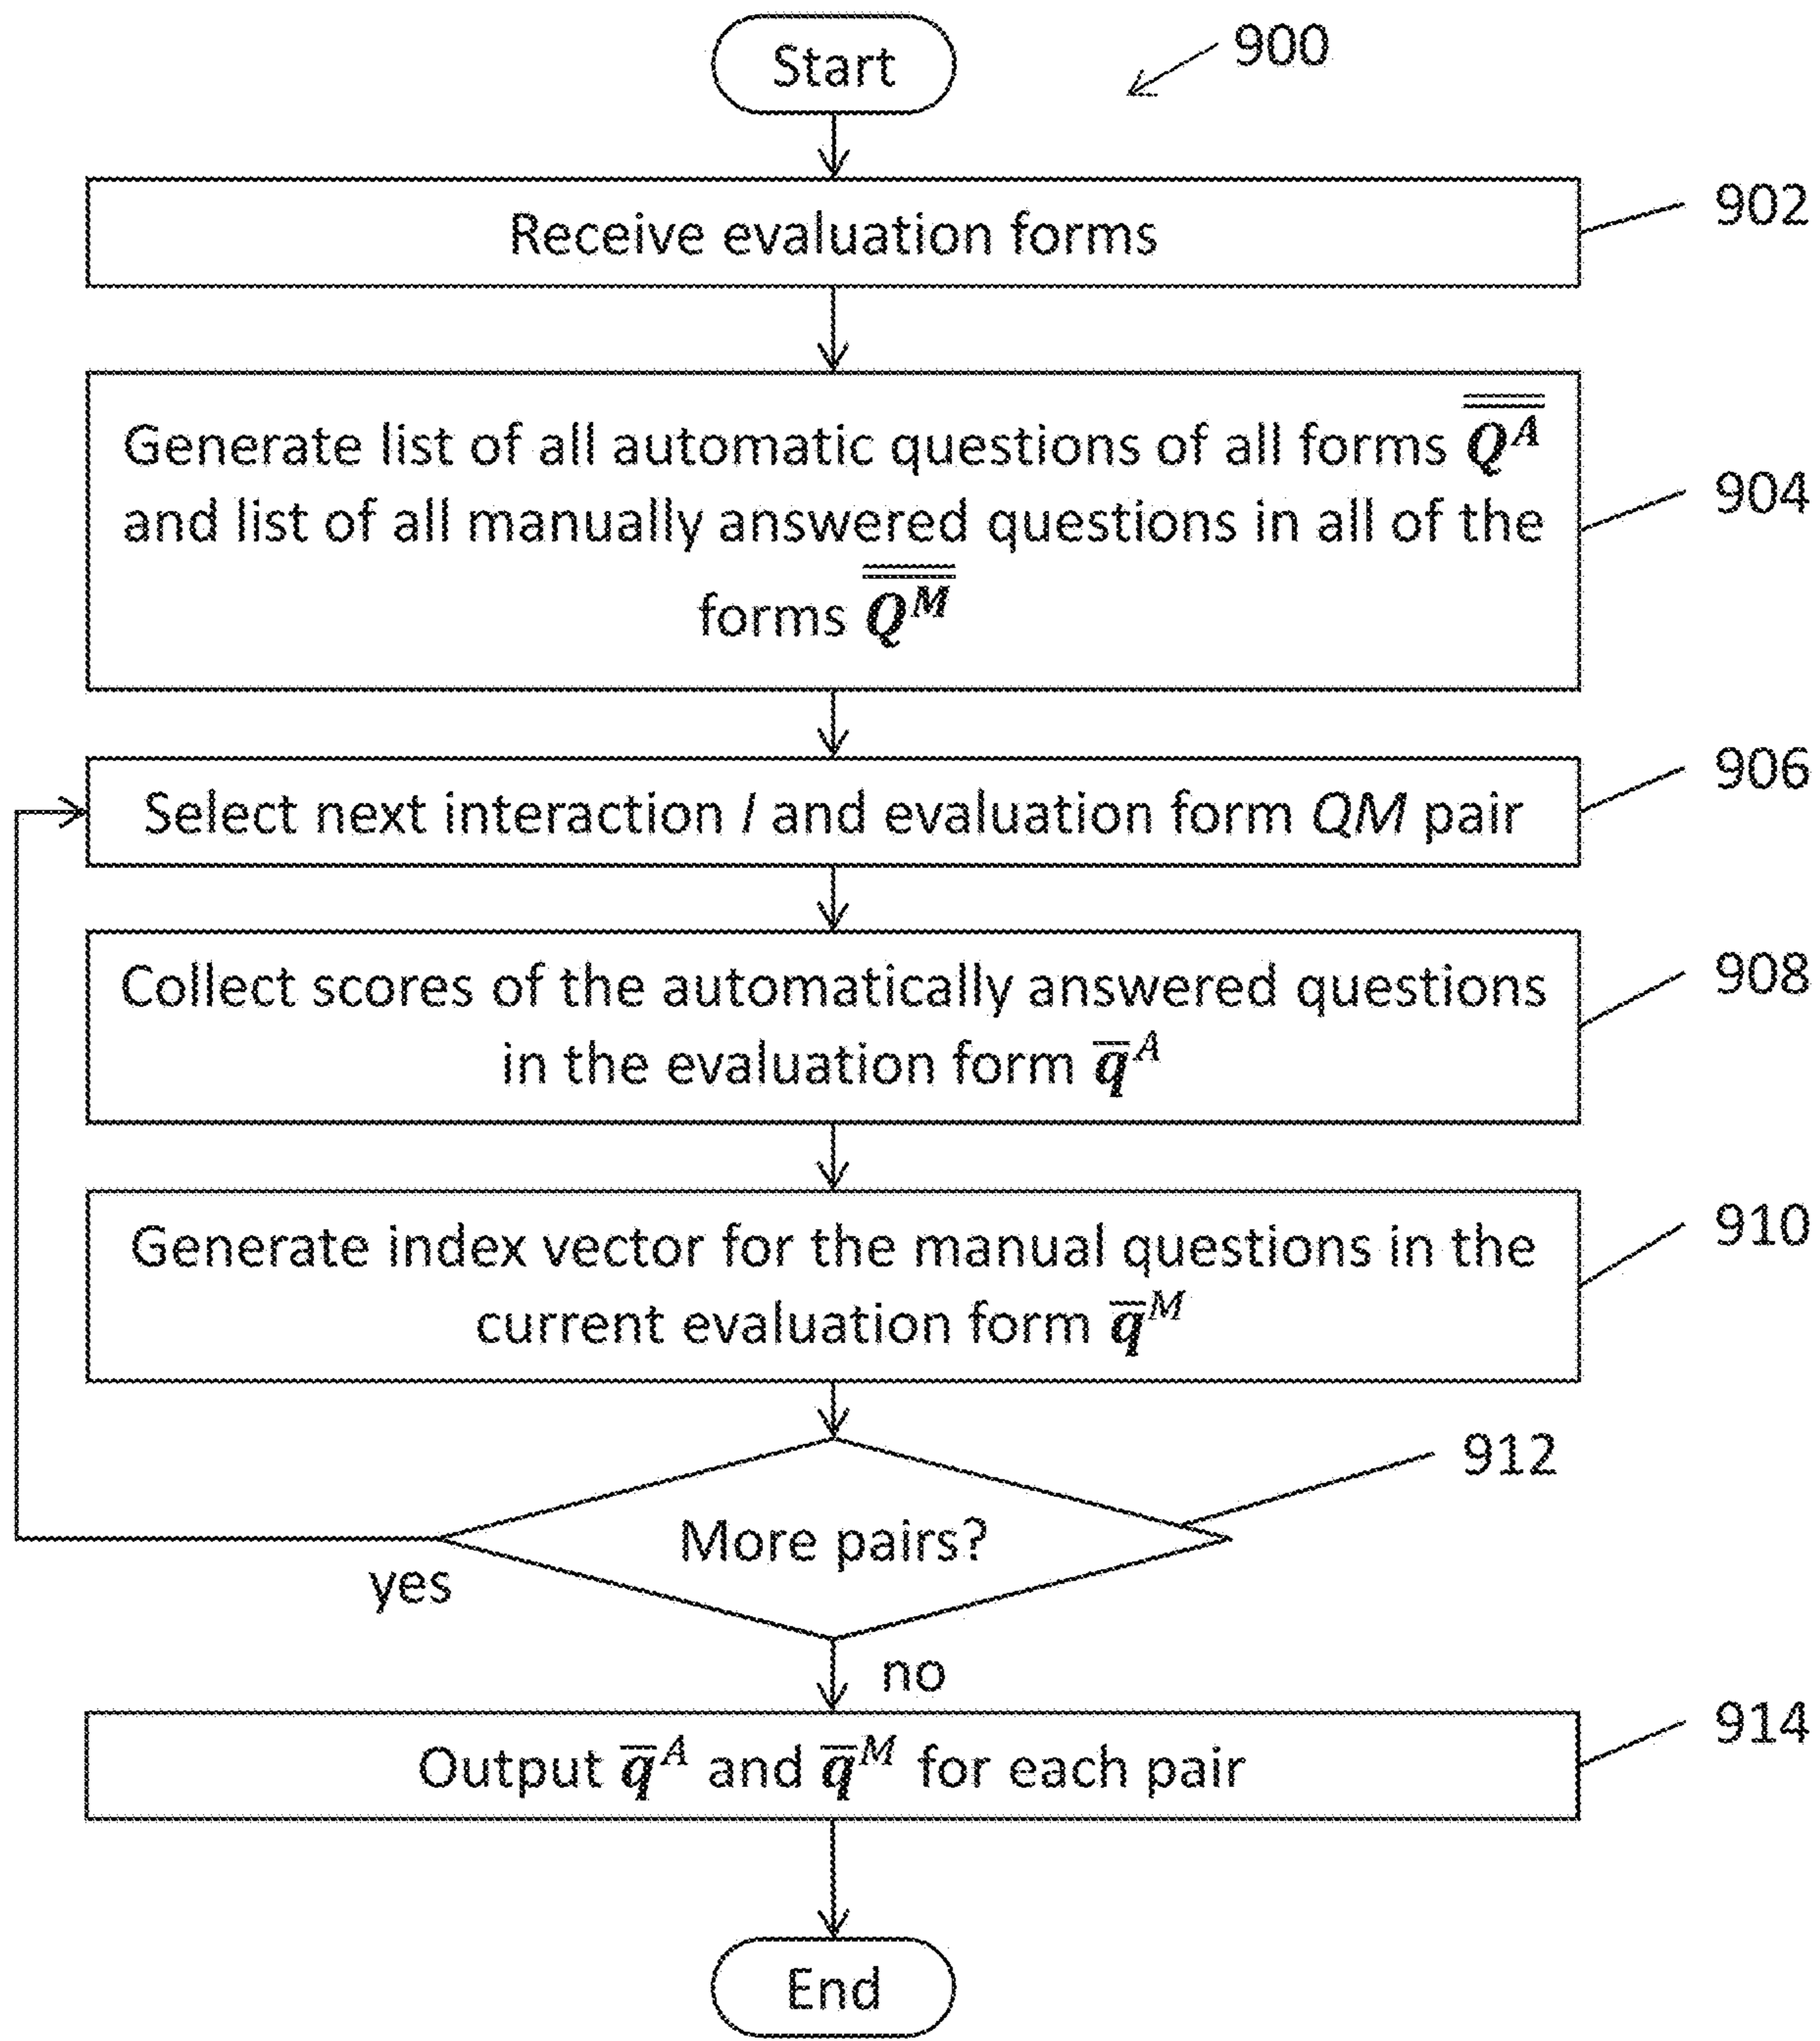 Start
900
Receive evaluation forms
902
Generate list of all automatic questions of all forms Q̿^A
and list of all manually answered questions in all of the
forms Q̿^M
904
Select next interaction I and evaluation form QM pair
906
Collect scores of the automatically answered questions
in the evaluation form q̅^A
908
Generate index vector for the manual questions in the
current evaluation form q̅^M
910
More pairs?
912
yes
no
Output q̅^A and q̅^M for each pair
914
End